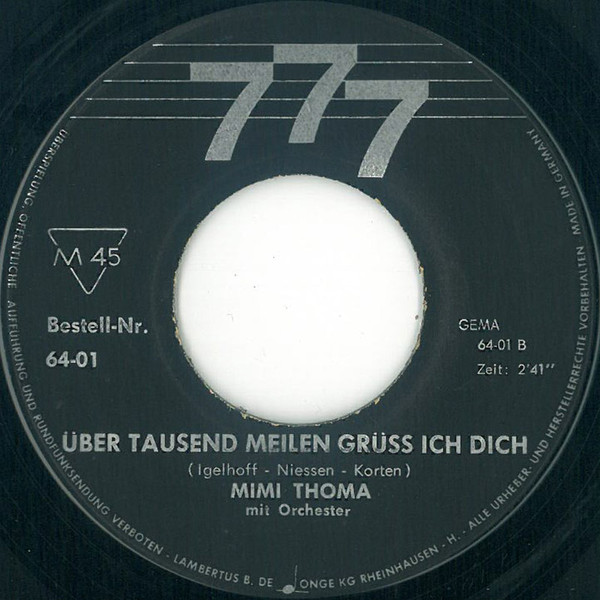 777
M 45
Bestell-Nr.
64-01
GEMA
64-01 B
Zeit: 2'41"
ÜBER TAUSEND MEILEN GRÜSS ICH DICH
(Igelhoff - Niessen - Korten)
MIMI THOMA
mit Orchester
MADE IN GERMANY
ÜBERSPIELUNG, ÖFFENTLICHE AUFFÜHRUNG UND RUNDFUNKSENDUNG VERBOTEN - LAMBERTUS B. DE JONGE KG RHEINHAUSEN - H. - ALLE URHEBER- UND HERSTELLERRECHTE VORBEHALTEN